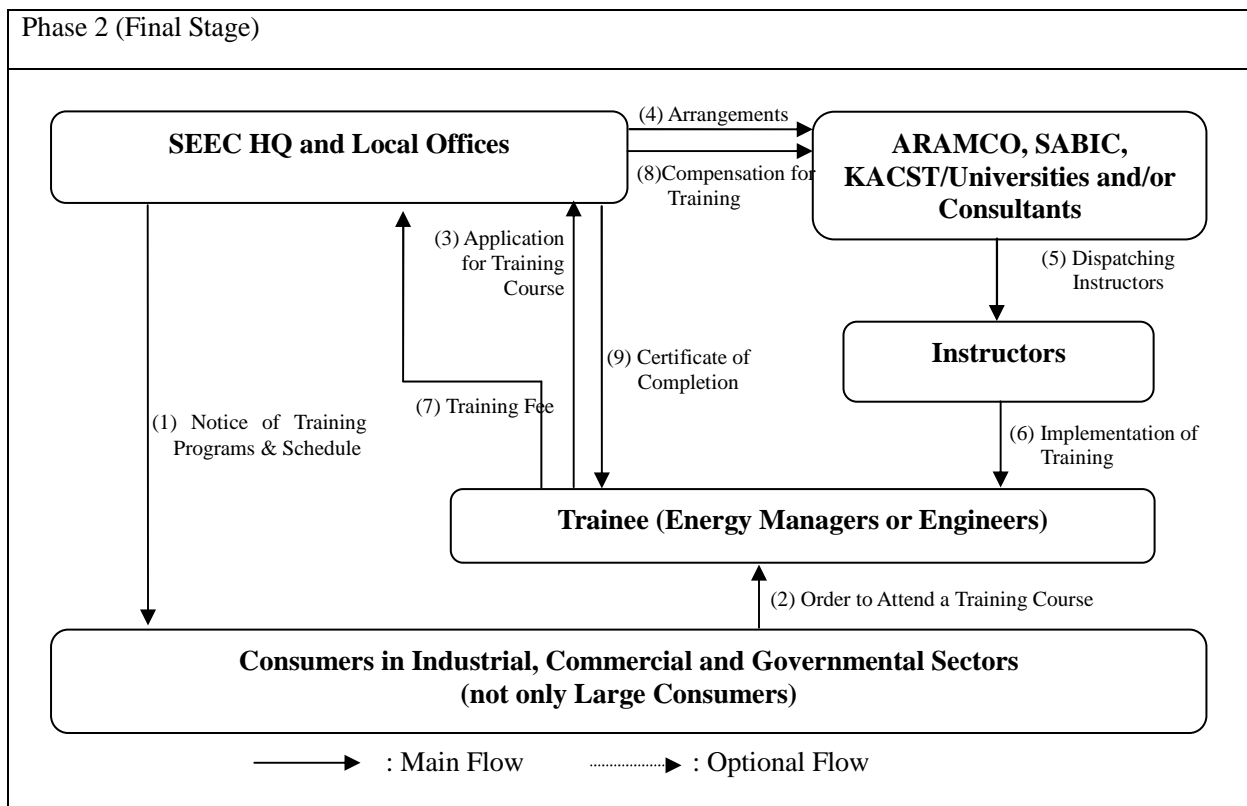 Phase 2 (Final Stage)
SEEC HQ and Local Offices
(4) Arrangements
(8)Compensation for
Training
ARAMCO, SABIC,
KACST/Universities and/or
Consultants
(3) Application
for Training
Course
(5) Dispatching
Instructors
Instructors
(9) Certificate of
Completion
(7) Training Fee
(1) Notice of Training
Programs & Schedule
(6) Implementation of
Training
Trainee (Energy Managers or Engineers)
(2) Order to Attend a Training Course
Consumers in Industrial, Commercial and Governmental Sectors
(not only Large Consumers)
: Main Flow : Optional Flow